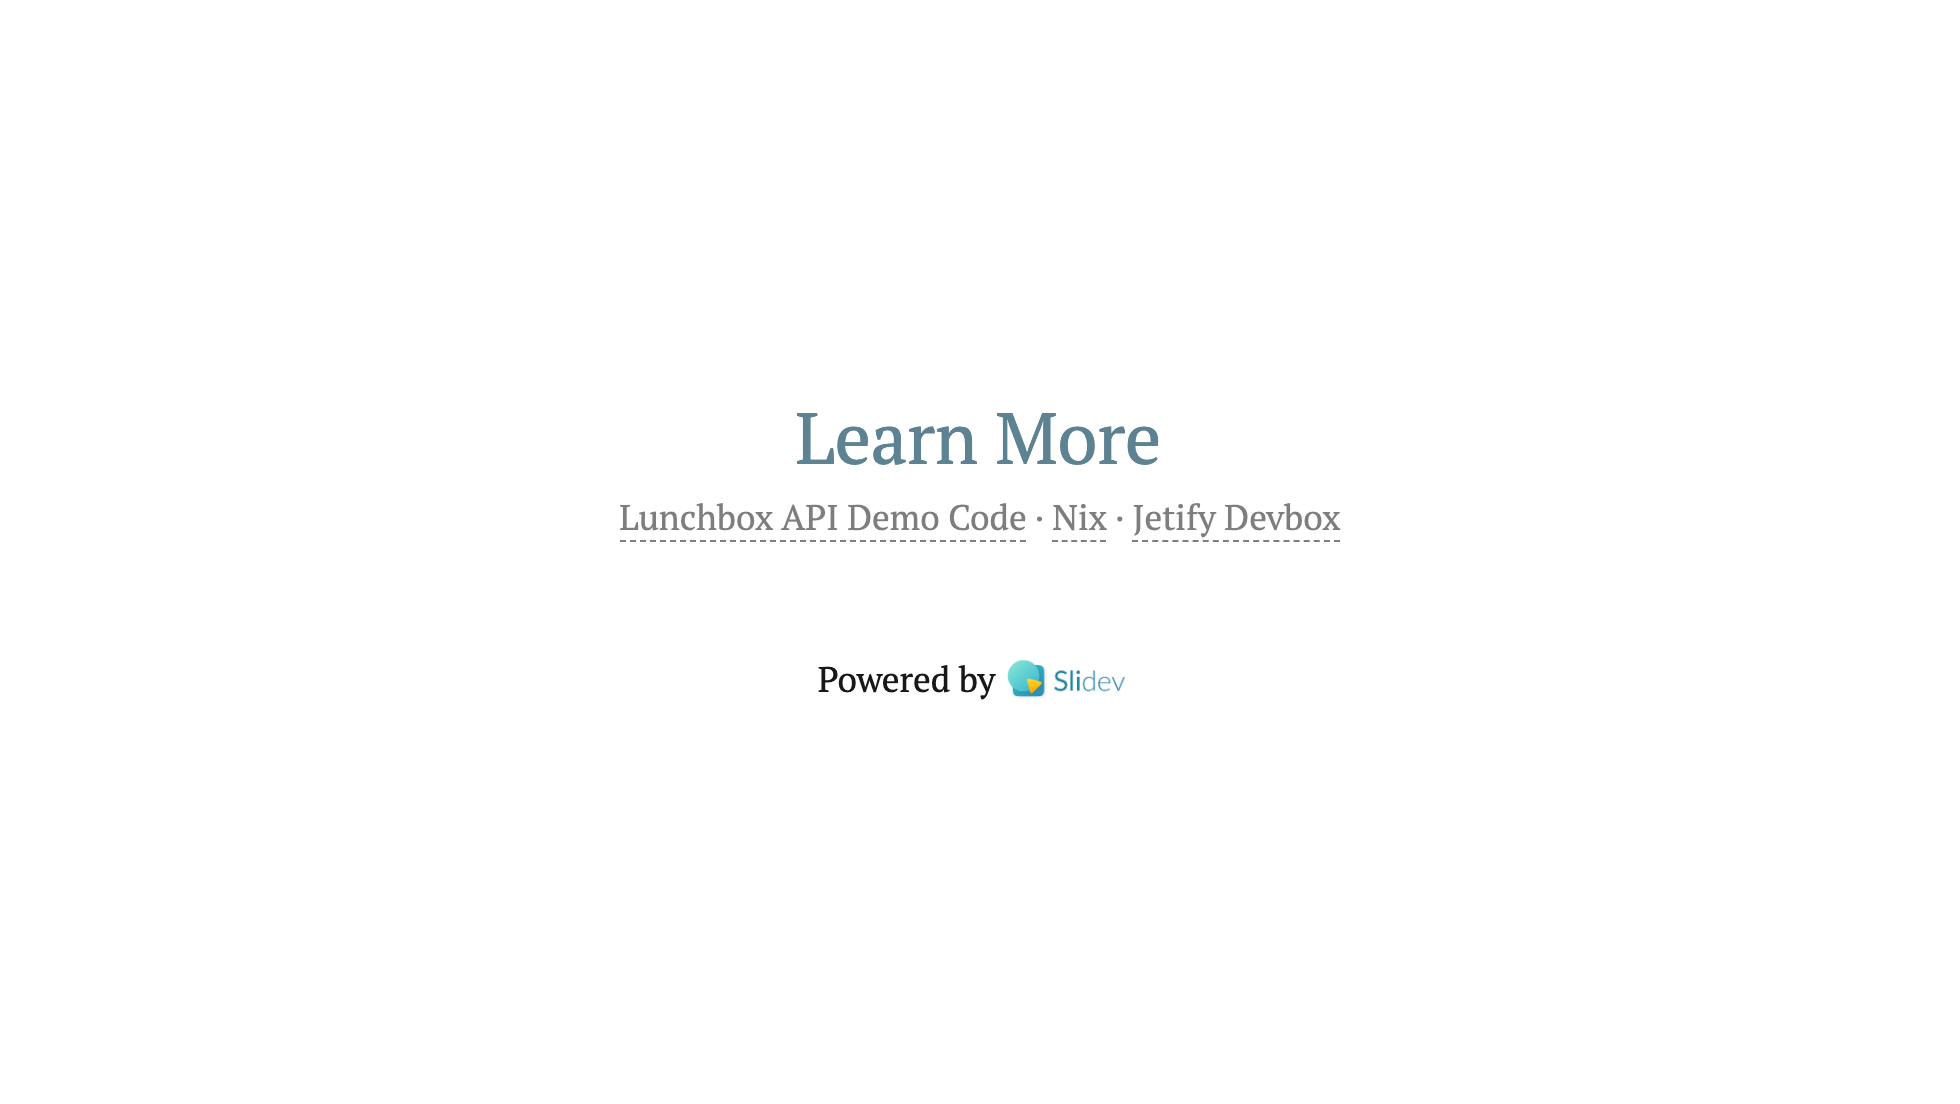 Learn More
Lunchbox API Demo Code · Nix · Jetify Devbox
Powered by Slidev